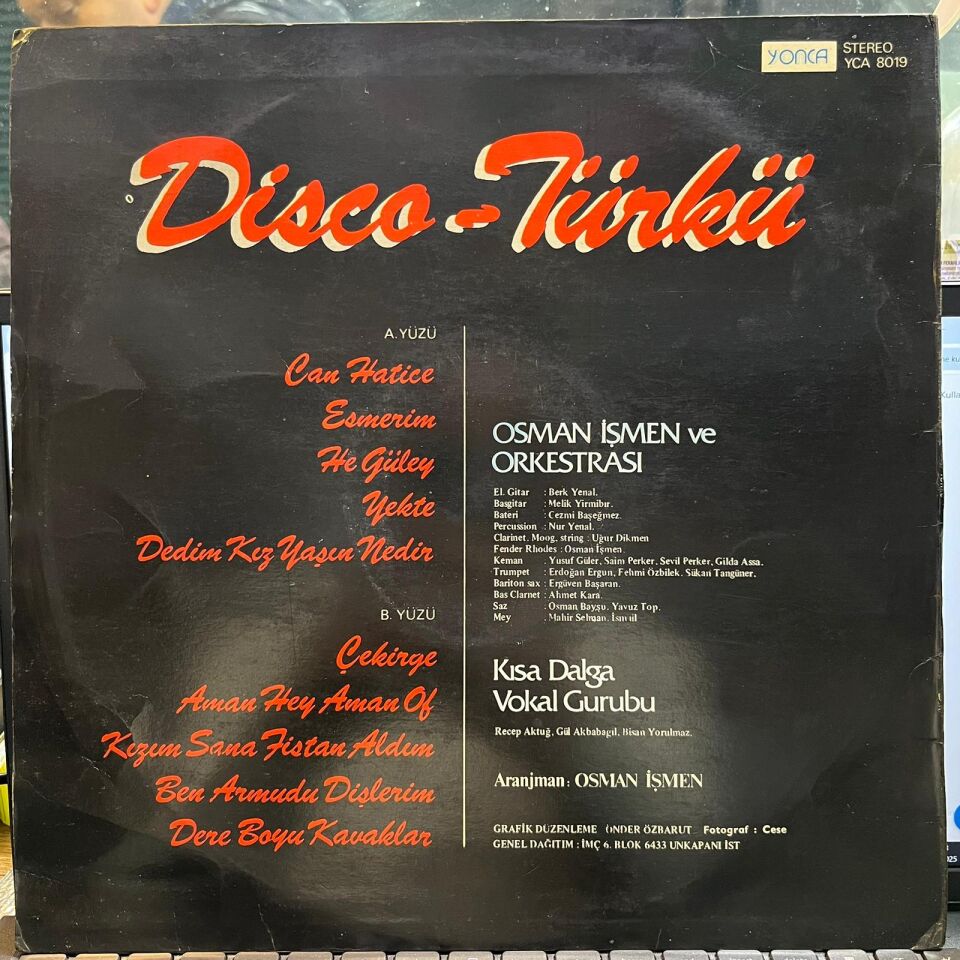 YONCA
STEREO
YCA 8019
Disco-Türkü
A.YÜZÜ
Can Hatice
Esmerim
He Güley
Yekte
Dedim Kız Yaşın Nedir
B. YÜZÜ
Çekirge
Aman Hey Aman Of
Kızım Sana Fistan Aldım
Ben Armudu Dişlerim
Dere Boyu Kavaklar
OSMAN İŞMEN ve
ORKESTRASI
El. Gitar : Berk Yenal.
Basgitar : Melik Yirmibir.
Bateri : Cezmi Başeğmez.
Percussion : Nur Yenal.
Clarinet, Moog, string : Uğur Dikmen
Fender Rhodes : Osman İşmen.
Keman : Yusuf Güler, Saim Perker, Sevil Perker, Gilda Assa.
Trumpet : Erdoğan Ergun, Fehmi Özbilek, Sükan Tangüner.
Bariton sax : Ergüven Başaran.
Bas Clarnet : Ahmet Kara.
Saz : Osman Baysu, Yavuz Top.
Mey : Mahir Selman,
Kısa Dalga
Vokal Gurubu
Recep Aktuğ, Gül Akbabagil, Bisan Yorulmaz.
Aranjman: OSMAN İŞMEN
GRAFİK DÜZENLEME ÖNDER ÖZBARUT Fotograf : Cese
GENEL DAĞITIM : İMÇ 6. BLOK 6433 UNKAPANI İST